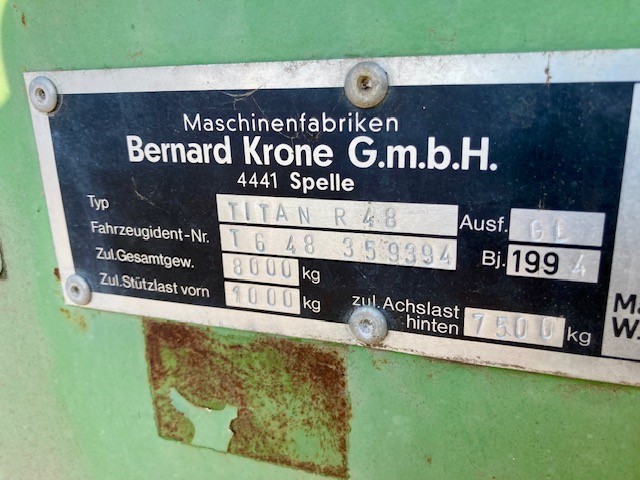 Maschinenfabriken
Bernard Krone G.m.b.H.
4441 Spelle
Typ TITAN R 48 Ausf. GL
Fahrzeugident-Nr. T 6 48 359394 Bj. 1994
Zul.Gesamtgew. 8000 kg
Zul.Stützlast vorn 1000 kg zul.Achslast hinten 7500 kg